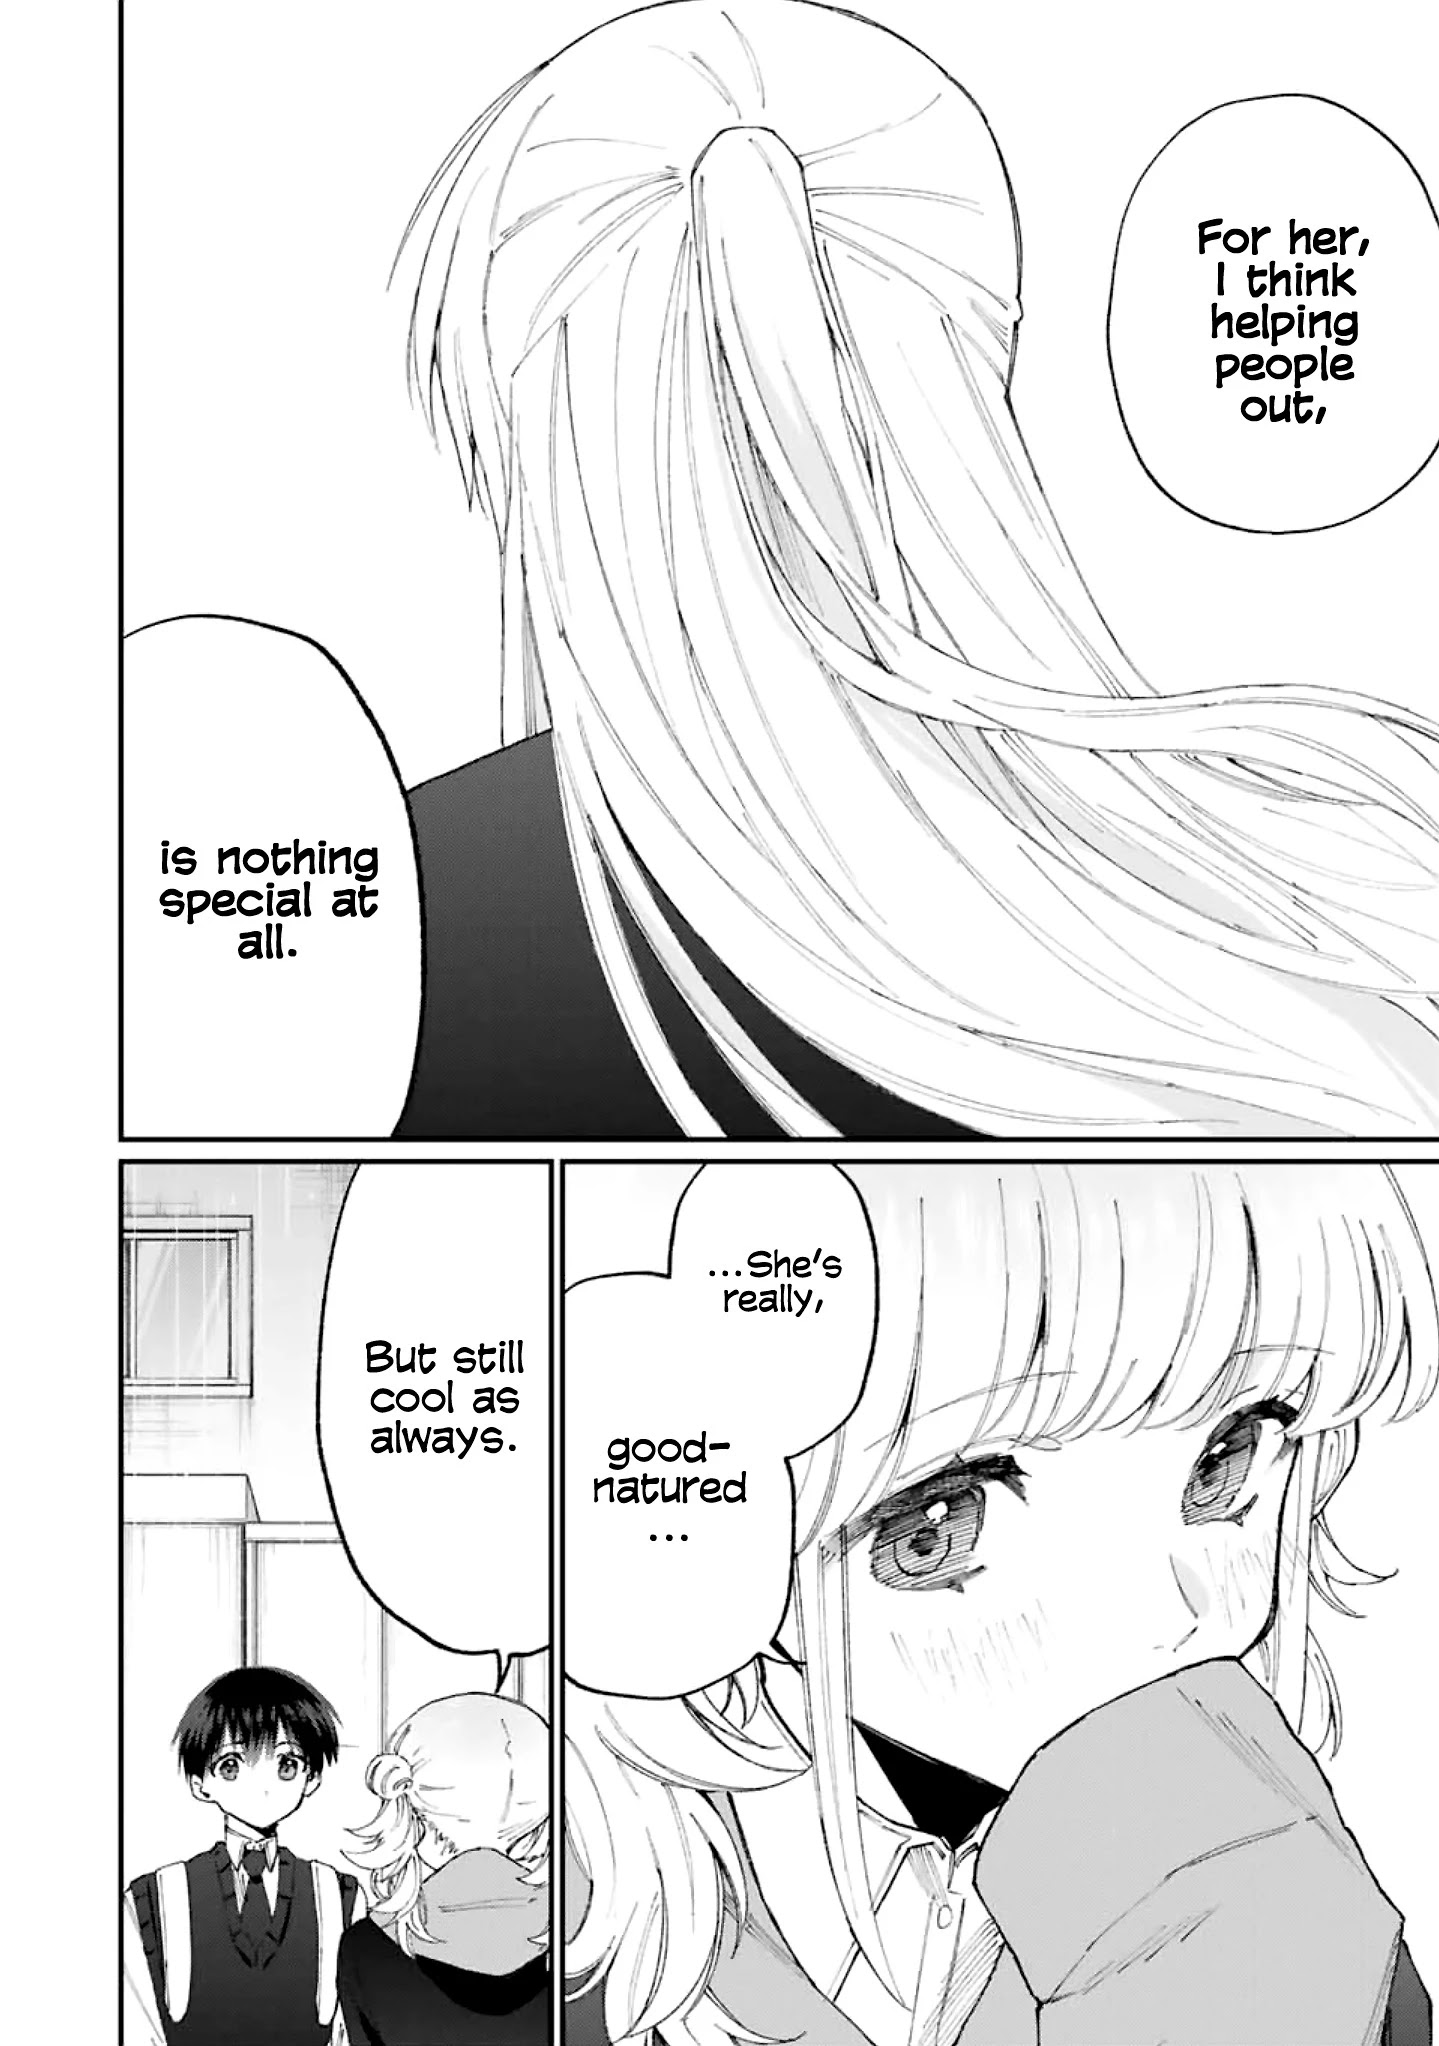 For her,
I think
helping
people
out,
is nothing
special at
all.
...She's
really,
good-
natured
...
But still
cool as
always.